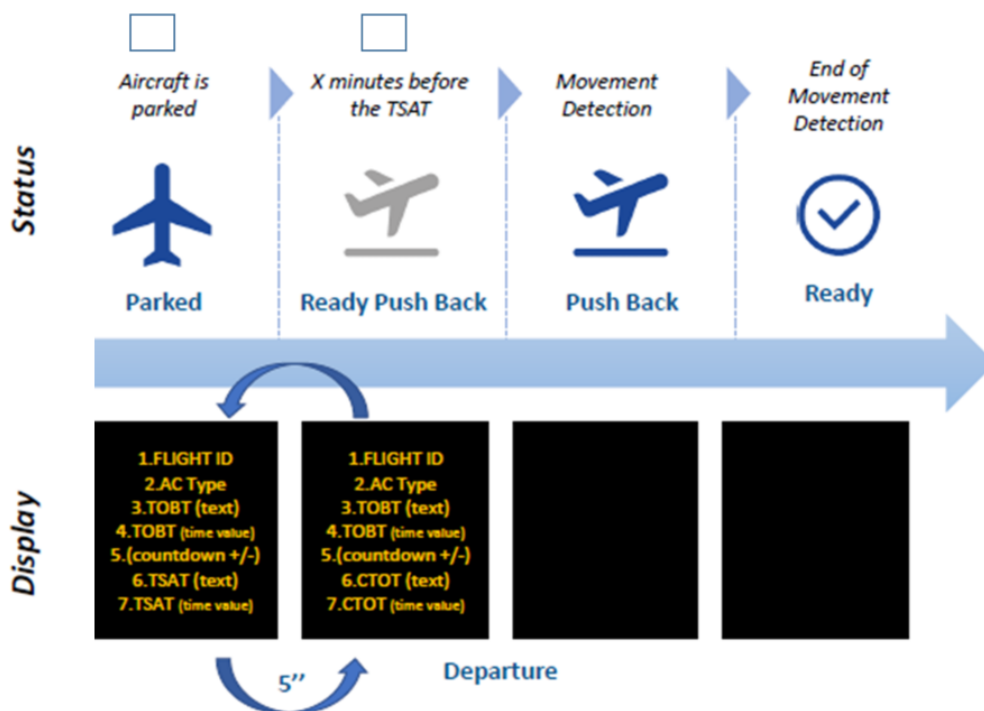 Aircraft is
parked
X minutes before
the TSAT
Movement
Detection
End of
Movement
Detection
Status
Parked
Ready Push Back
Push Back
Ready
Display
1.FLIGHT ID
2.AC Type
3.TOBT (text)
4.TOBT (time value)
5.(countdown +/-)
6.TSAT (text)
7.TSAT (time value)
1.FLIGHT ID
2.AC Type
3.TOBT (text)
4.TOBT (time value)
5.(countdown +/-)
6.CTOT (text)
7.CTOT (time value)
5’’
Departure